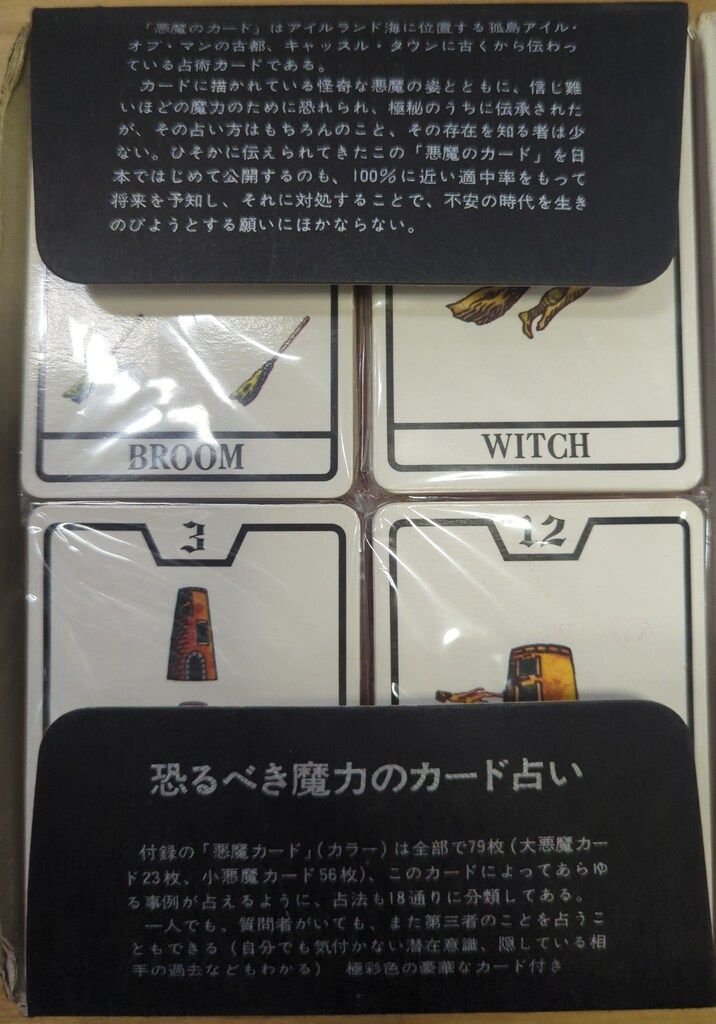 「悪魔のカード」はアイルランド海に位置する孤島アイル・
オブ・マンの古都、キャッスル・タウンに古くから伝わっ
ている占術カードである。
カードに描かれている怪奇な悪魔の姿とともに、信じ難
いほどの魔力のために恐れられ、極秘のうちに伝承された
が、その占い方はもちろんのこと、その存在を知る者は少
ない。ひそかに伝えられてきたこの「悪魔のカード」を日
本ではじめて公開するのも、100%に近い適中率をもって
将来を予知し、それに対処することで、不安の時代を生き
のびようとする願いにほかならない。
BROOM
WITCH
3
12
恐るべき魔力のカード占い
付録の「悪魔カード」(カラー)は全部で79枚(大悪魔カー
ド23枚、小悪魔カード56枚)、このカードによってあらゆ
る事例が占えるように、占法も18通りに分類してある。
一人でも、質問者がいても、また第三者のことを占うこ
ともできる(自分でも気付かない潜在意識、隠している相
手の過去などもわかる) 極彩色の豪華なカード付き